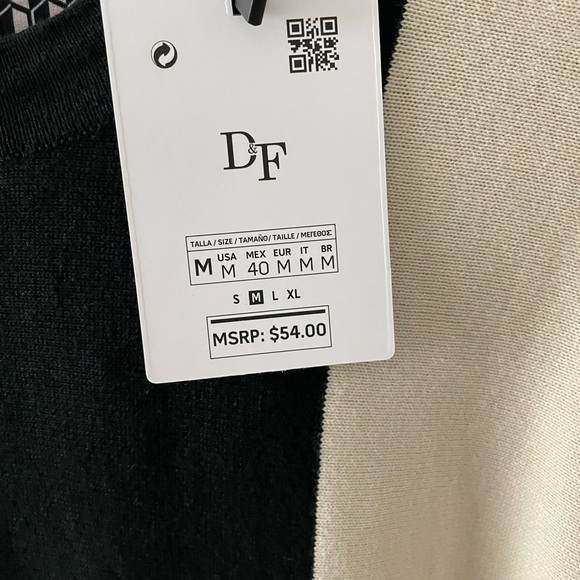 D&F
TALLA / SIZE / TAMAÑO / TAILLE / ΜΕΓΕΘΟΣ
M USA MEX EUR IT BR
M 40 M M M
S M L XL
MSRP: $54.00